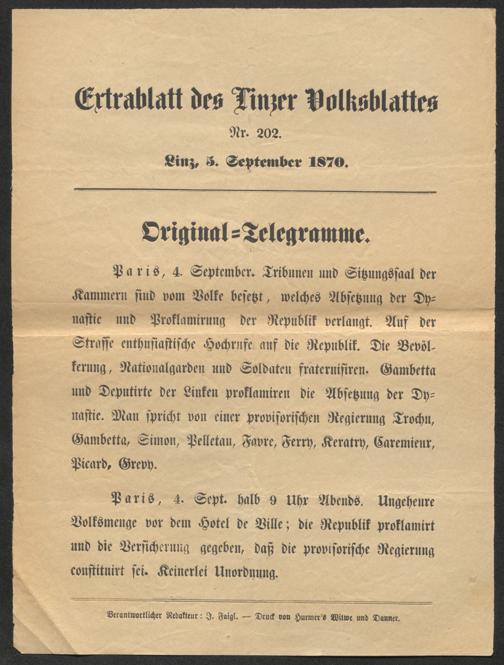 Extrablatt des Linzer Volksblattes
Nr. 202.
Linz, 5. September 1870.
Original-Telegramme.
Paris, 4. September. Tribunen und Sitzungssaal der
Kammern sind vom Volke besetzt, welches Absetzung der Dy-
nastie und Proklamirung der Republik verlangt. Auf der
Strasse enthusiastische Hochrufe auf die Republik. Die Bevöl-
kerung, Nationalgarden und Soldaten fraternisiren. Gambetta
und Deputirte der Linken proklamiren die Absetzung der Dy-
nastie. Man spricht von einer provisorischen Regierung Trochu,
Gambetta, Simon, Pelletan, Favre, Ferry, Keratry, Caremieur,
Picard, Grevy.
Paris, 4. Sept. halb 9 Uhr Abends. Ungeheure
Volksmenge vor dem Hotel de Ville; die Republik proklamirt
und die Versicherung gegeben, daß die provisorische Regierung
constituirt sei. Keinerlei Unordnung.
Verantwortlicher Redakteur: J. Faigl. — Druck von Huemer's Witwe und Danner.